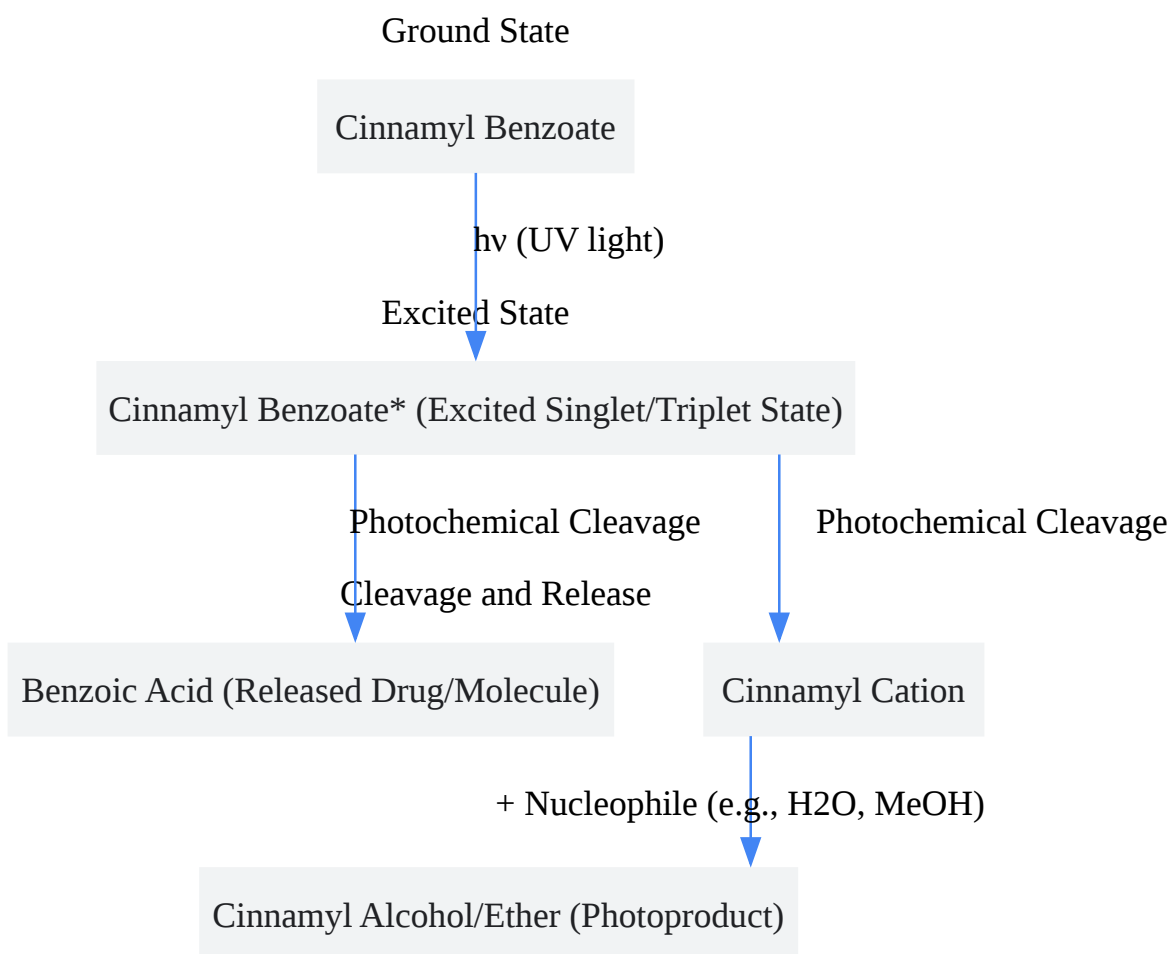 Ground State
Cinnamyl Benzoate
hν (UV light)
Excited State
Cinnamyl Benzoate* (Excited Singlet/Triplet State)
Photochemical Cleavage
Photochemical Cleavage
Cleavage and Release
Benzoic Acid (Released Drug/Molecule)
Cinnamyl Cation
+ Nucleophile (e.g., H2O, MeOH)
Cinnamyl Alcohol/Ether (Photoproduct)